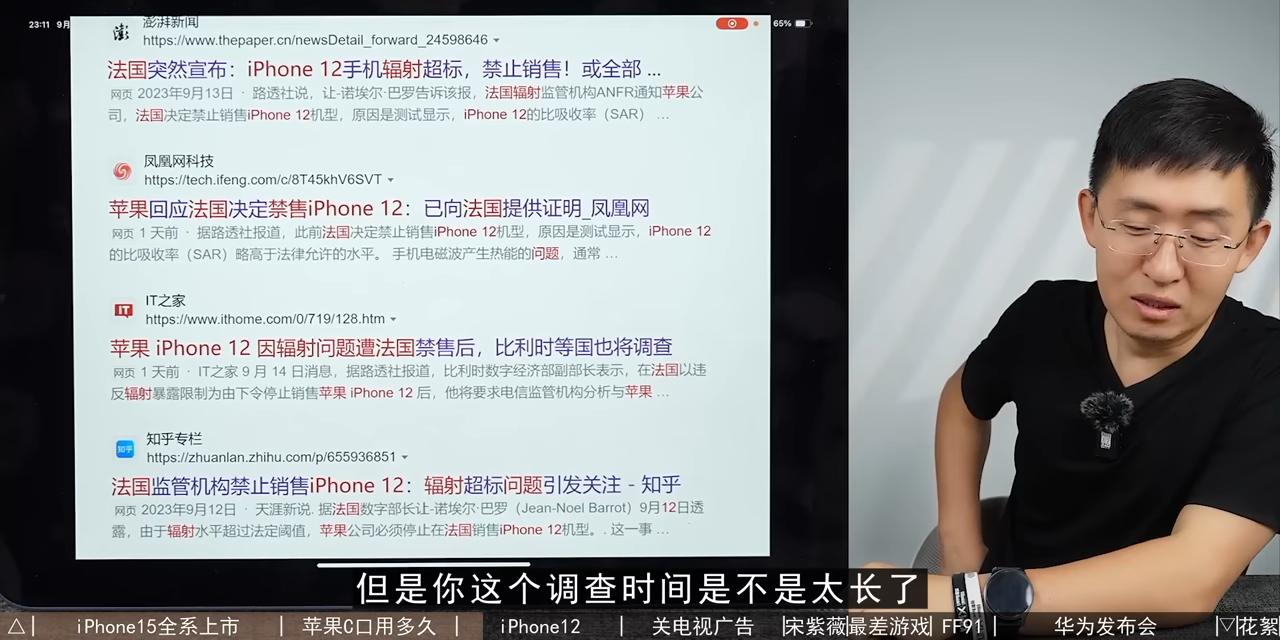 23:11 9月
65%
澎湃新闻
https://www.thepaper.cn/newsDetail_forward_24598646
法国突然宣布：iPhone 12手机辐射超标，禁止销售！或全部 ...
网页 2023年9月13日 · 路透社说，让-诺埃尔·巴罗告诉该报，法国辐射监管机构ANFR通知苹果公
司，法国决定禁止销售iPhone 12机型，原因是测试显示，iPhone 12的比吸收率（SAR） ...
凤凰网科技
https://tech.ifeng.com/c/8T45khV6SVT
苹果回应法国决定禁售iPhone 12：已向法国提供证明_凤凰网
网页 1 天前 · 据路透社报道，此前法国决定禁止销售iPhone 12机型，原因是测试显示，iPhone 12
的比吸收率（SAR）略高于法律允许的水平。 手机电磁波产生热能的问题，通常 ...
IT
IT之家
https://www.ithome.com/0/719/128.htm
苹果 iPhone 12 因辐射问题遭法国禁售后，比利时等国也将调查
网页 1 天前 · IT之家 9 月 14 日消息，据路透社报道，比利时数字经济部副部长表示，在法国以违
反辐射暴露限制为由下令停止销售苹果 iPhone 12 后，他将要求电信监管机构分析与苹果 ...
知乎
知乎专栏
https://zhuanlan.zhihu.com/p/655936851
法国监管机构禁止销售iPhone 12：辐射超标问题引发关注 - 知乎
网页 2023年9月12日 · 天涯新说. 据法国数字部长让-诺埃尔·巴罗（Jean-Noel Barrot）9月12日透
露，由于辐射水平超过法定阈值，苹果公司必须停止在法国销售iPhone 12机型。. 这一事 ...
但是你这个调查时间是不是太长了
△| iPhone15全系上市 | 苹果C口用多久 | iPhone12 | 关电视广告 |宋紫薇|最差游戏| FF91 | 华为发布会 |▽|花絮